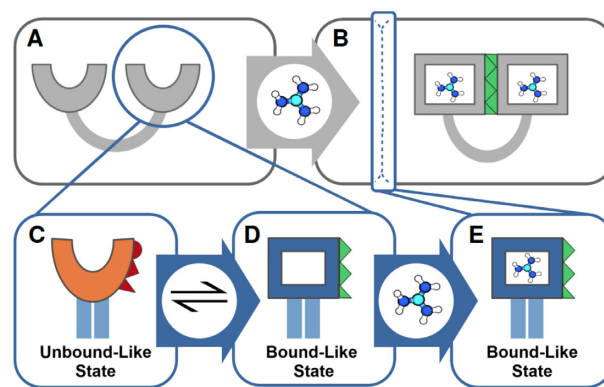 A
B
C
D
E
Unbound-Like
State
Bound-Like
State
Bound-Like
State